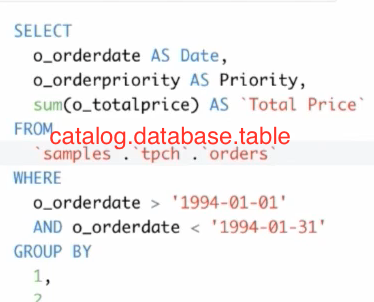 SELECT
o_orderdate AS Date,
o_orderpriority AS Priority,
sum(o_totalprice) AS `Total Price`
FROM
catalog.database.table
`samples`.`tpch`.`orders`
WHERE
o_orderdate > '1994-01-01'
AND o_orderdate < '1994-01-31'
GROUP BY
1,
2